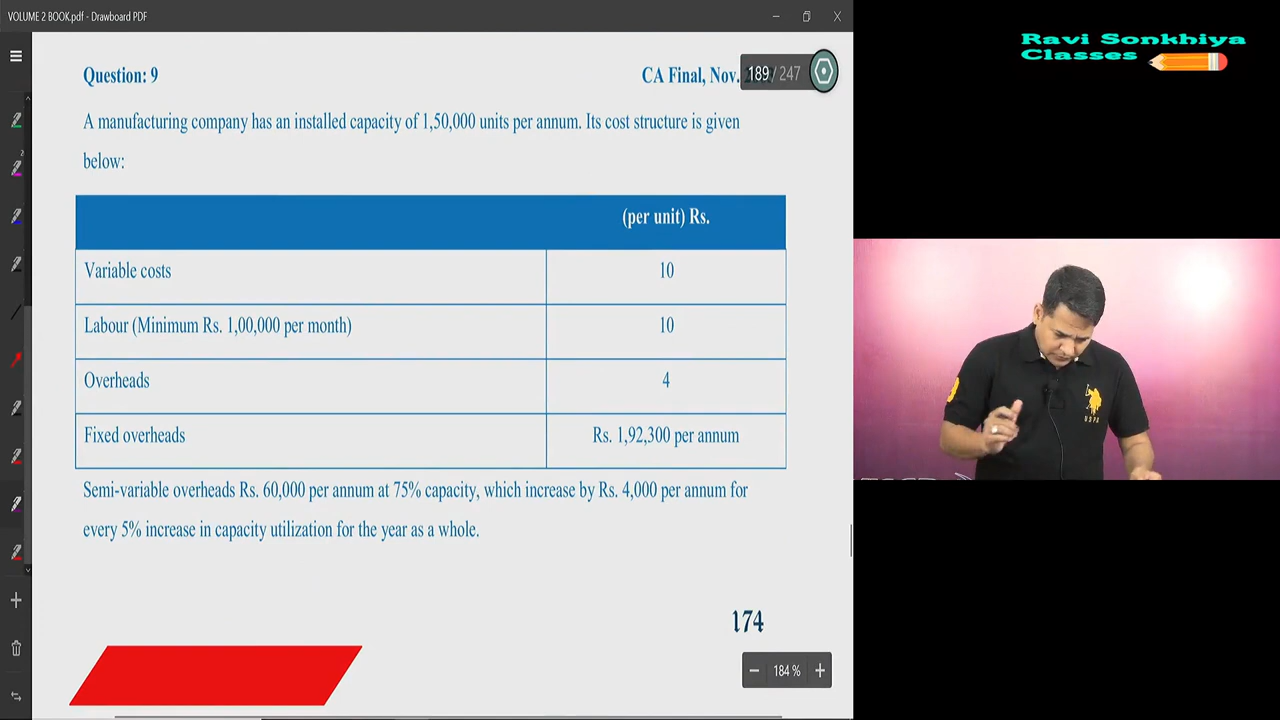 VOLUME 2 BOOK.pdf - Drawboard PDF
Ravi Sonkhiya
Classes
Question: 9
CA Final, Nov.
189 / 247
A manufacturing company has an installed capacity of 1,50,000 units per annum. Its cost structure is given
below:
(per unit) Rs.
Variable costs 10
Labour (Minimum Rs. 1,00,000 per month) 10
Overheads 4
Fixed overheads Rs. 1,92,300 per annum
Semi-variable overheads Rs. 60,000 per annum at 75% capacity, which increase by Rs. 4,000 per annum for
every 5% increase in capacity utilization for the year as a whole.
174
184 %